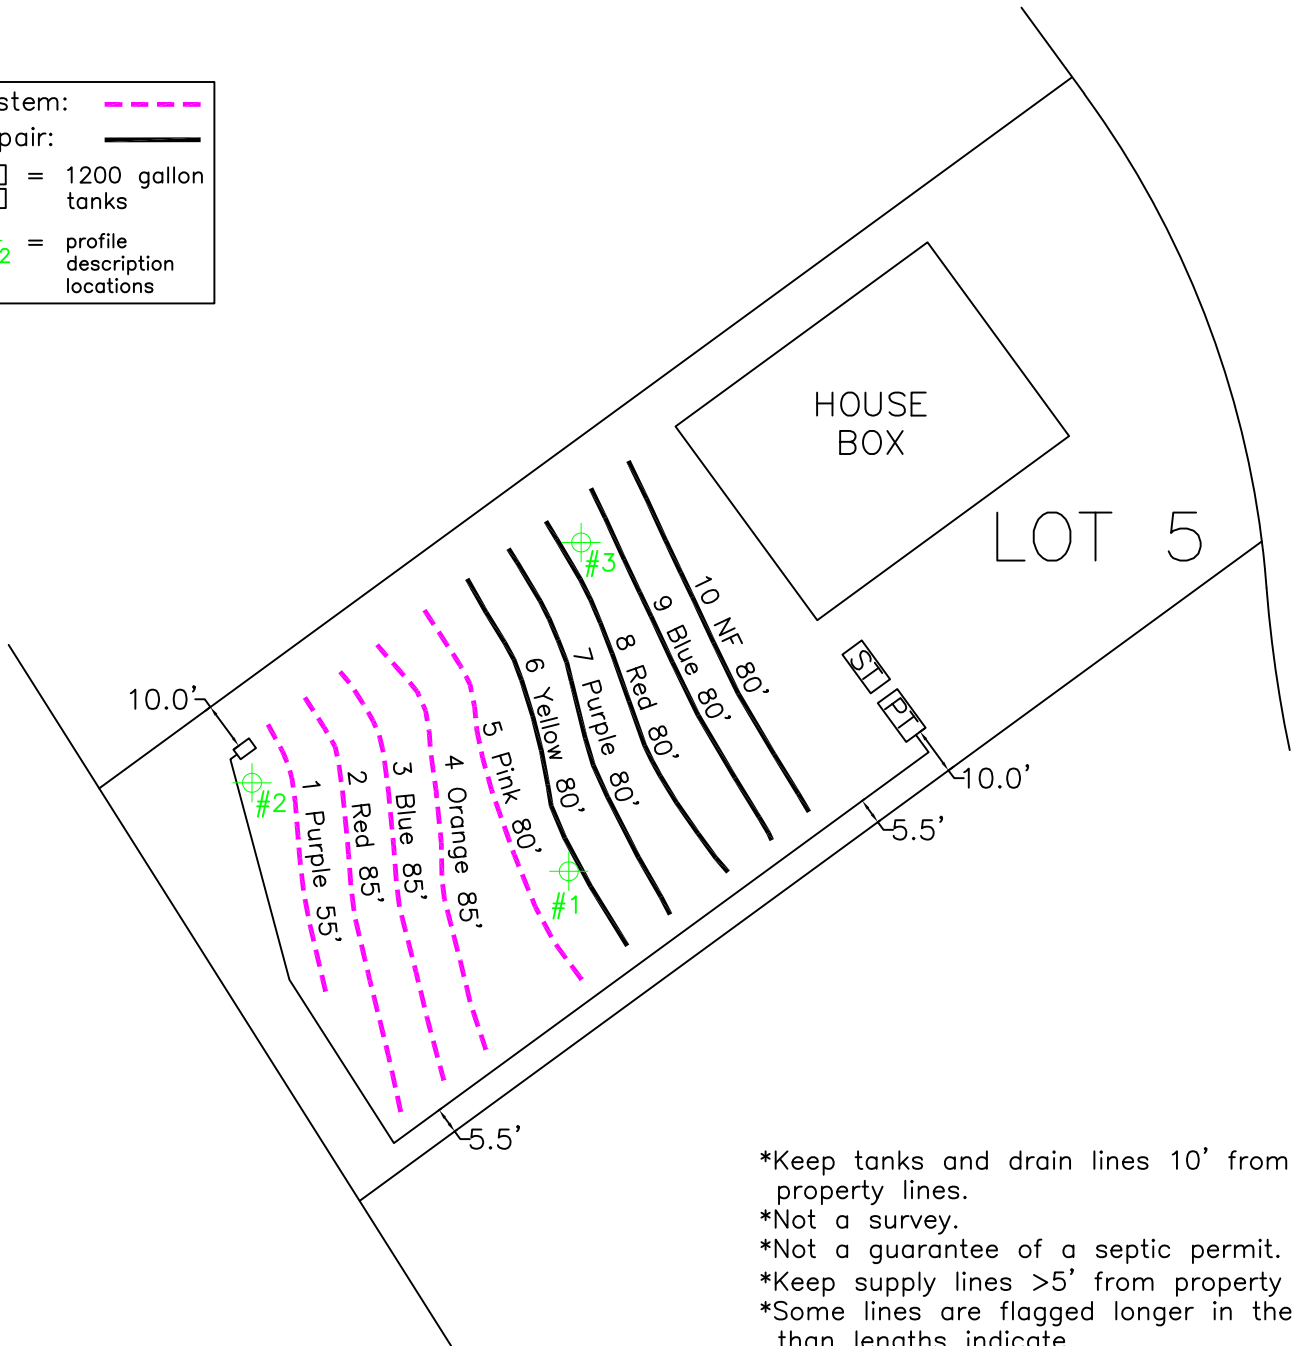 stem:
pair:
= 1200 gallon
tanks
2 = profile
description
locations
HOUSE
BOX
LOT 5
#3
10 NF 80'
9 Blue 80'
8 Red 80'
7 Purple 80'
6 Yellow 80'
5 Pink 80'
4 Orange 85'
3 Blue 85'
2 Red 85'
1 Purple 55'
ST
PT
10.0'
#2
#1
10.0'
5.5'
5.5'
*Keep tanks and drain lines 10' from
property lines.
*Not a survey.
*Not a guarantee of a septic permit.
*Keep supply lines >5' from property
*Some lines are flagged longer in the
than lengths indicate